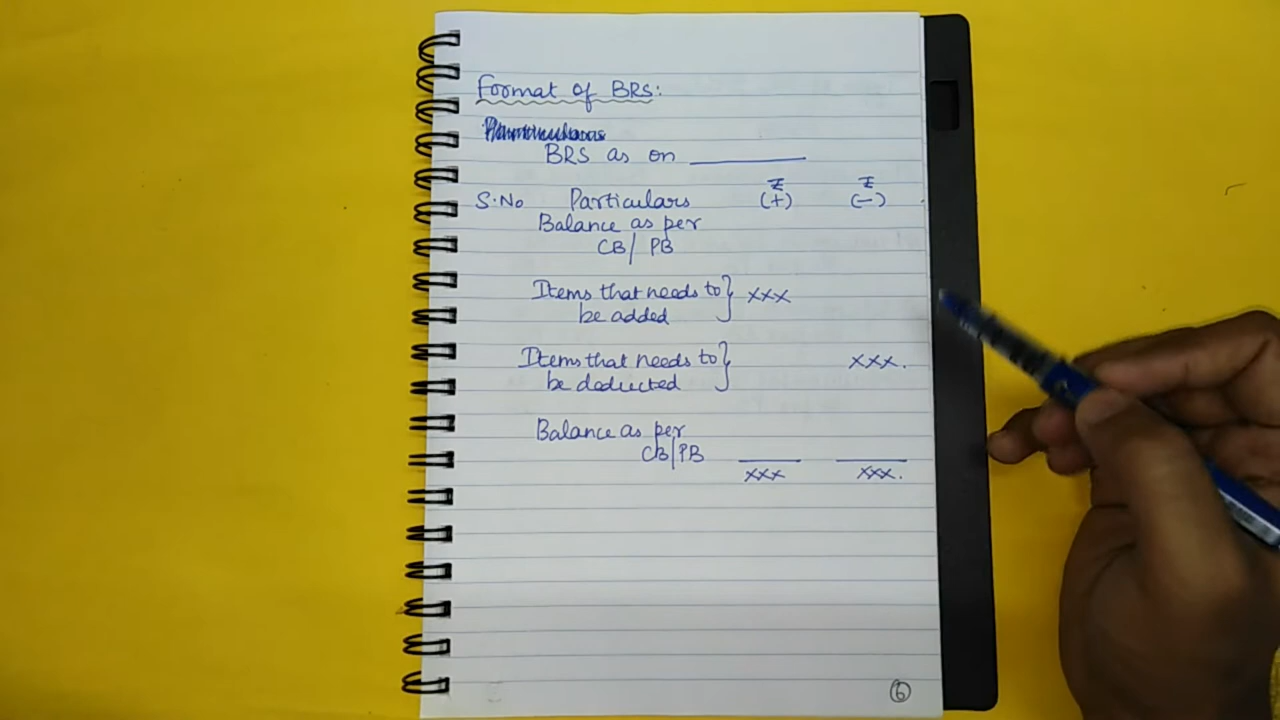 Format of BRS:
BRS as on ________
₹ ₹
S.No Particulars (+) (-)
Balance as per
CB/ PB
Items that needs to } xxx
be added
Items that needs to } xxx.
be deducted
Balance as per
CB/PB
xxx xxx.
6